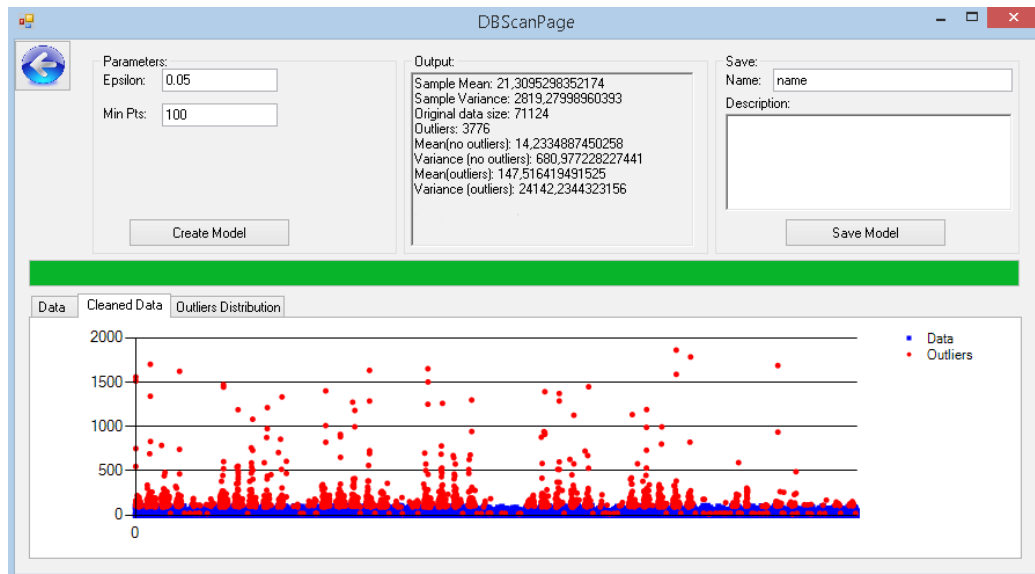 DBScanPage
Parameters:
Epsilon: 0.05
Min Pts: 100
Create Model
Output:
Sample Mean: 21,3095298352174
Sample Variance: 2819,27998960393
Original data size: 71124
Outliers: 3776
Mean(no outliers): 14,2334887450258
Variance (no outliers): 680,977228227441
Mean(outliers): 147,516419491525
Variance (outliers): 24142,2344323156
Save:
Name: name
Description:
Save Model
Data
Cleaned Data
Outliers Distribution
2000
1500
1000
500
0
0
Data
Outliers